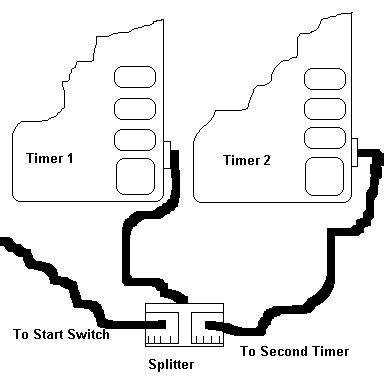 Timer 1
Timer 2
To Start Switch
Splitter
To Second Timer